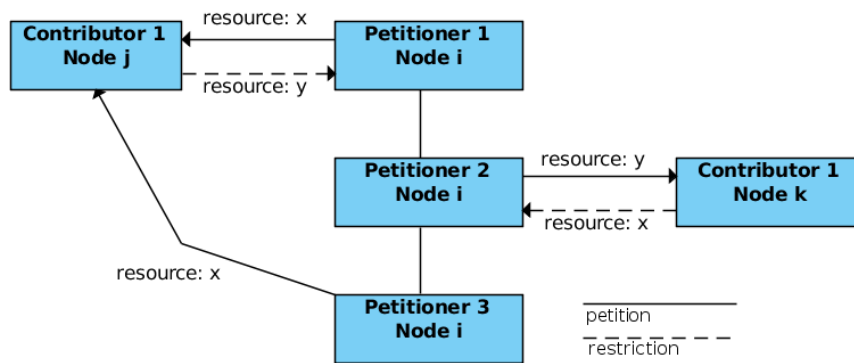 resource: x
Contributor 1
Node j
Petitioner 1
Node i
resource: y
Petitioner 2
Node i
resource: y
Contributor 1
Node k
resource: x
resource: x
Petitioner 3
Node i
petition
restriction